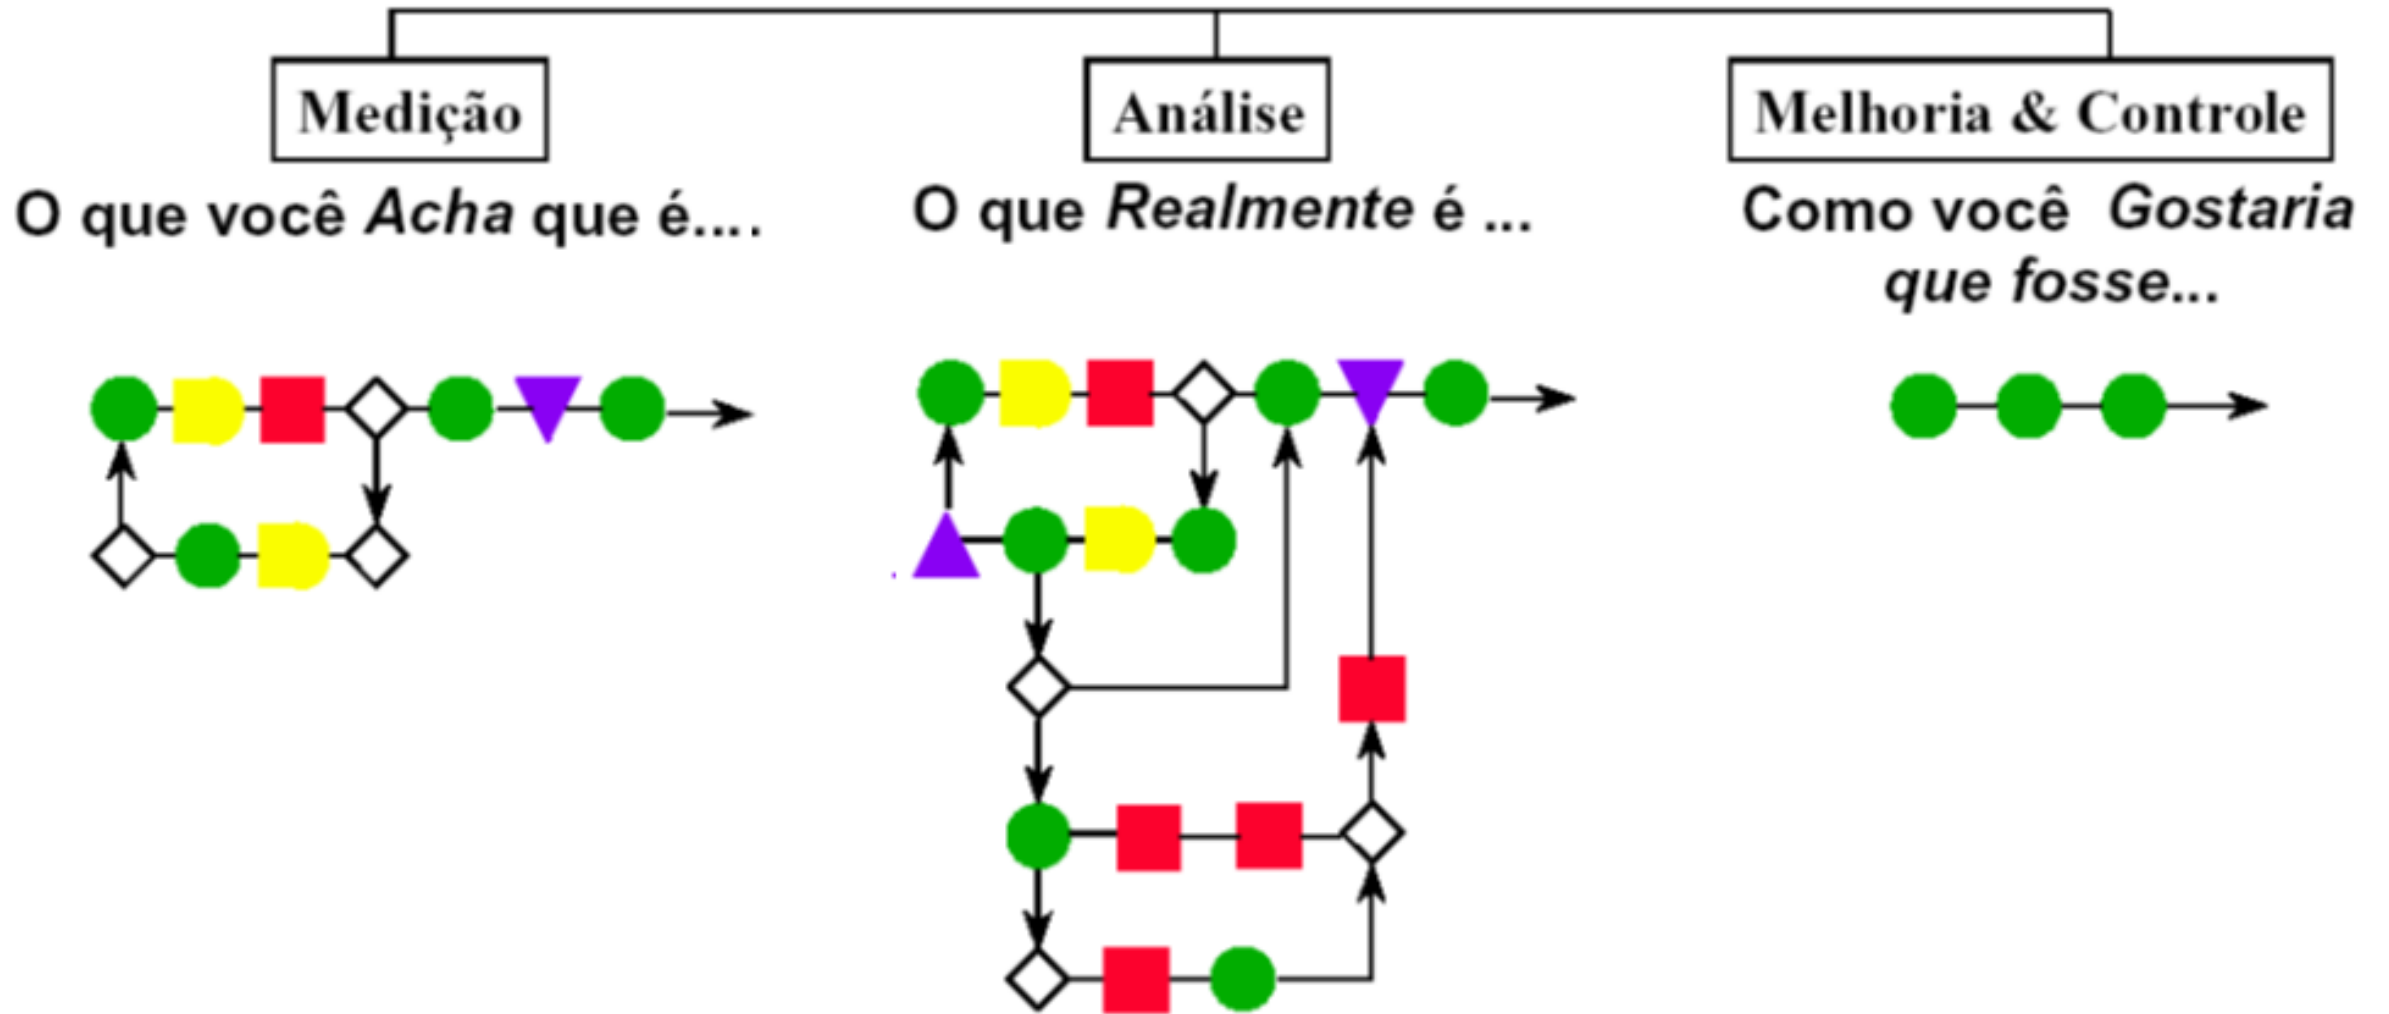 Medição
O que você Acha que é....
Análise
O que Realmente é ...
Melhoria & Controle
Como você Gostaria
que fosse...